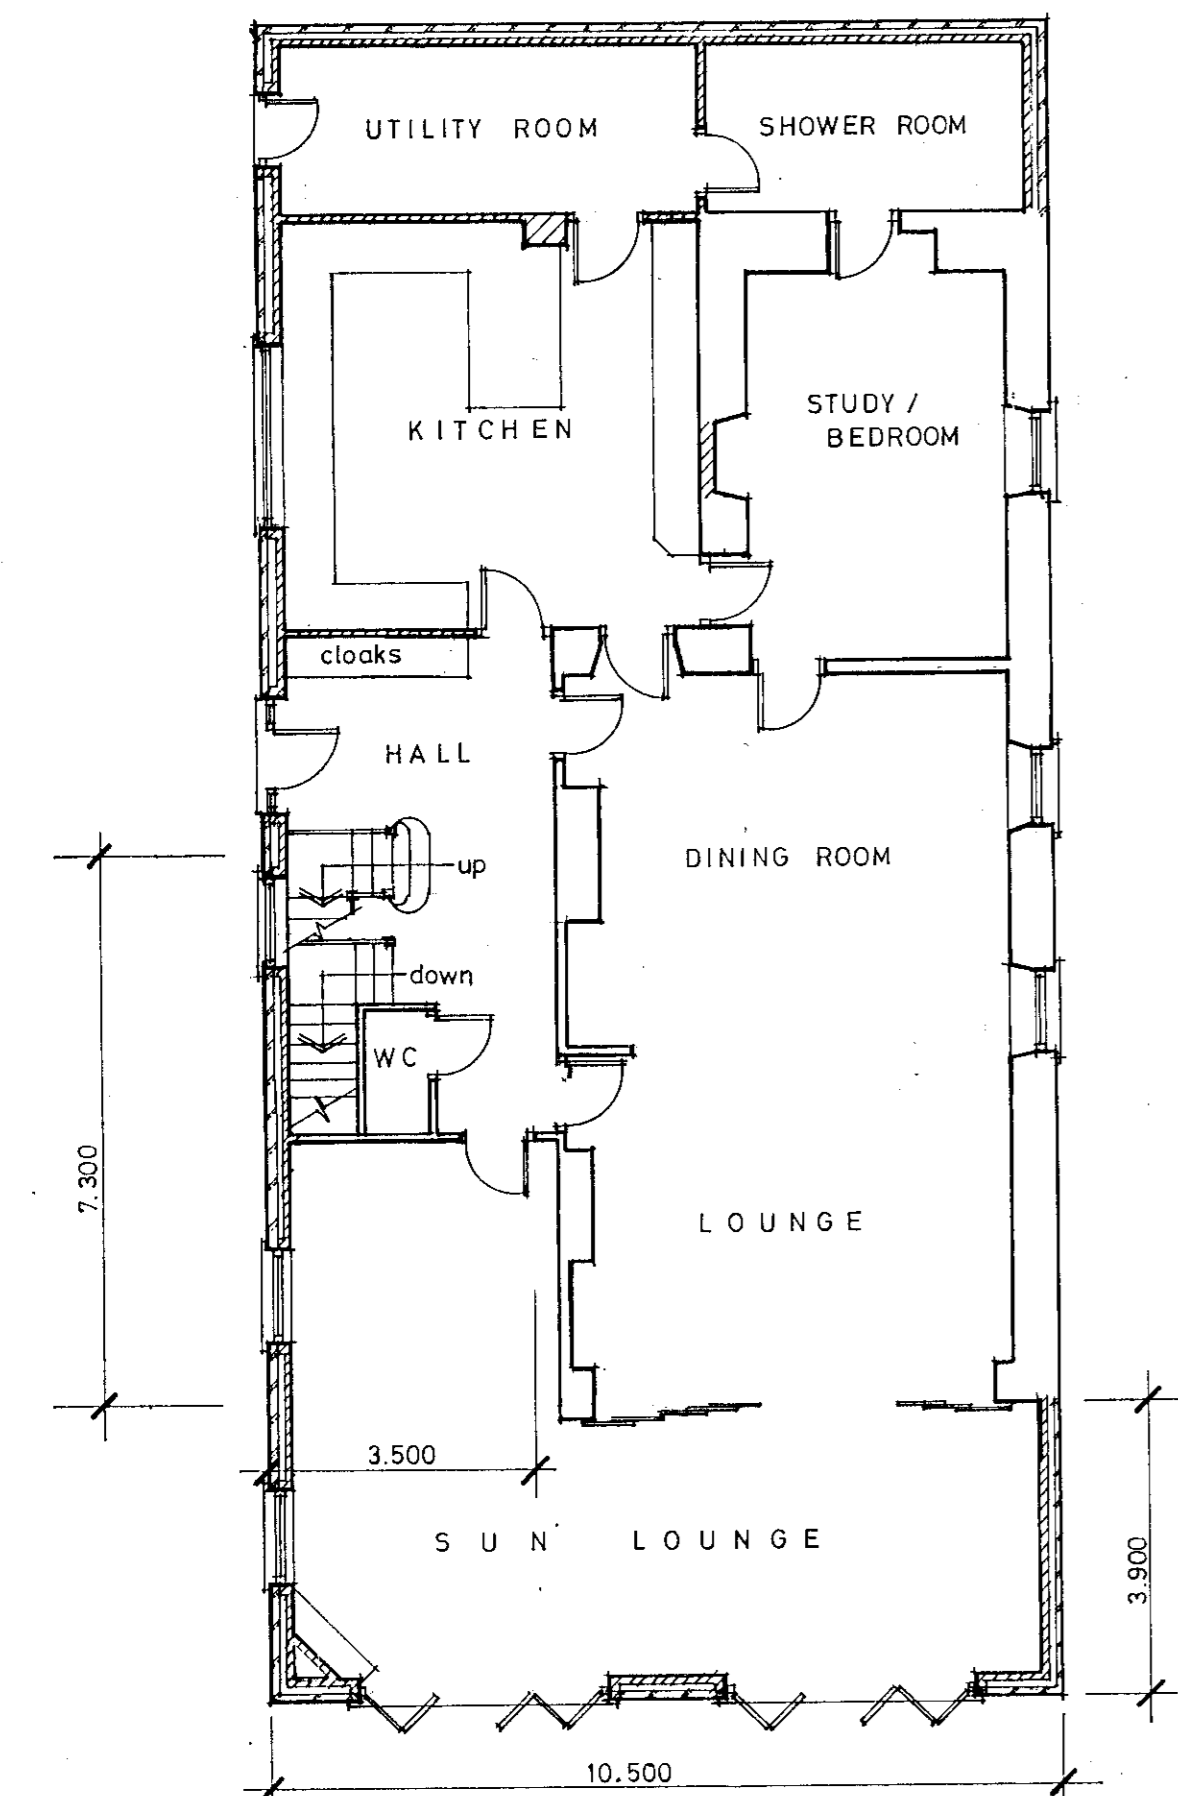 UTILITY ROOM
SHOWER ROOM
STUDY /
BEDROOM
KITCHEN
cloaks
HALL
DINING ROOM
up
down
WC
7.300
LOUNGE
3.500
SUN LOUNGE
3.900
10.500